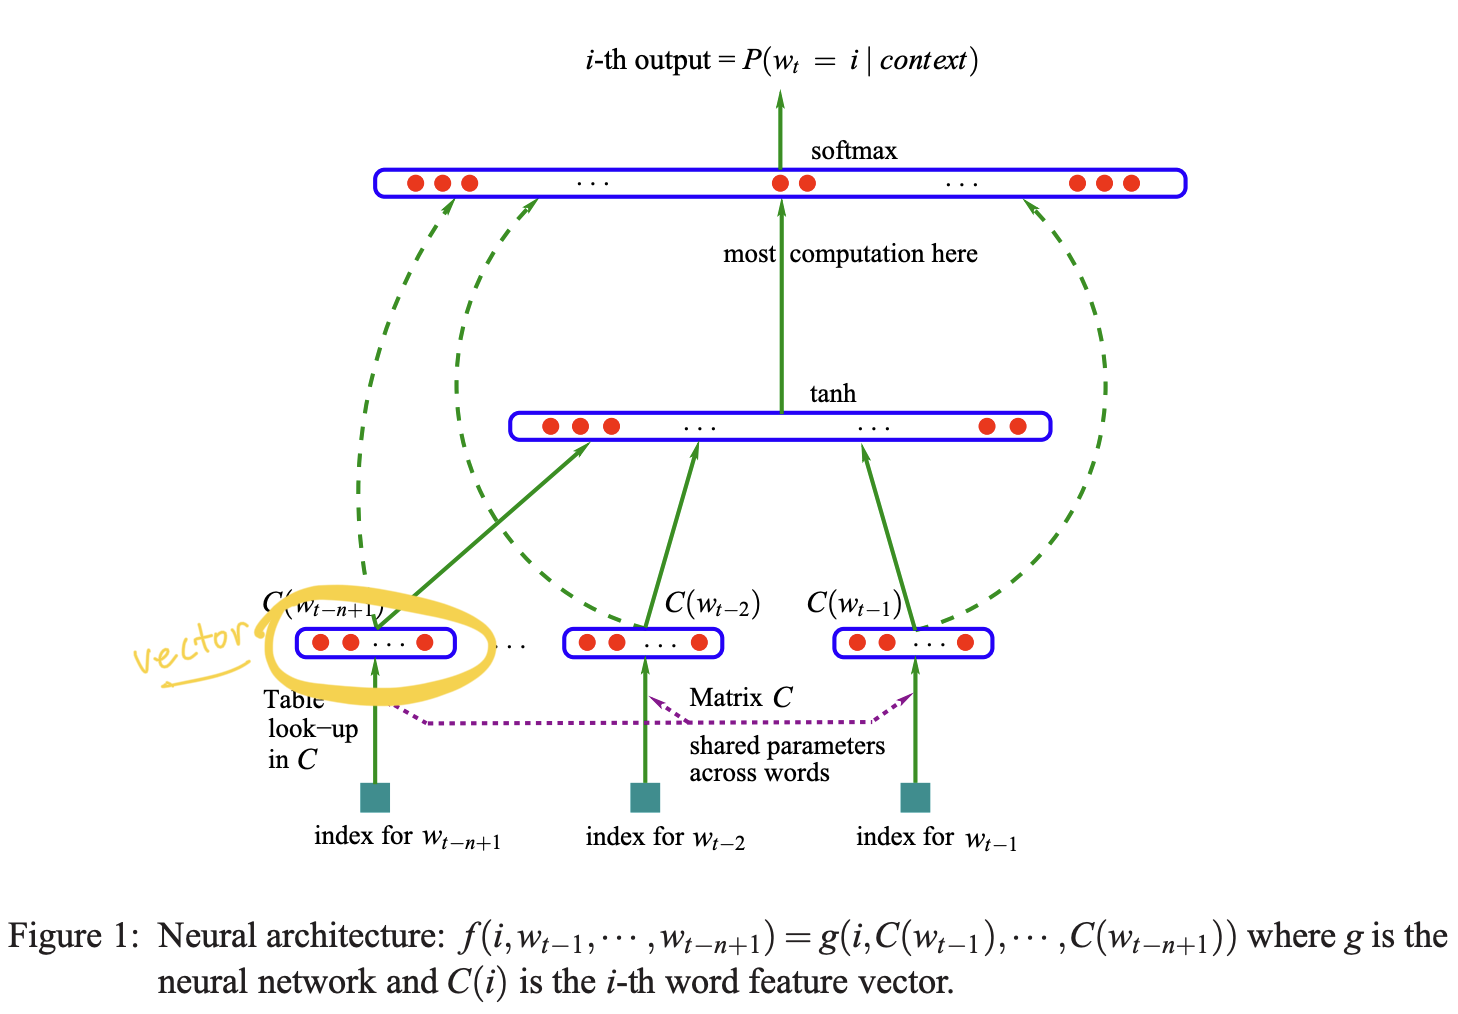 i-th output = P(w_t = i | context)
softmax
... ...
most computation here
tanh
... ...
C(w_{t−n+1}) C(w_{t−2}) C(w_{t−1})
vector
... ... ... ...
Table look−up in C
Matrix C
shared parameters across words
index for w_{t−n+1} index for w_{t−2} index for w_{t−1}
Figure 1: Neural architecture: f(i,w_{t−1},··· ,w_{t−n+1}) = g(i,C(w_{t−1}),··· ,C(w_{t−n+1})) where g is the
neural network and C(i) is the i-th word feature vector.